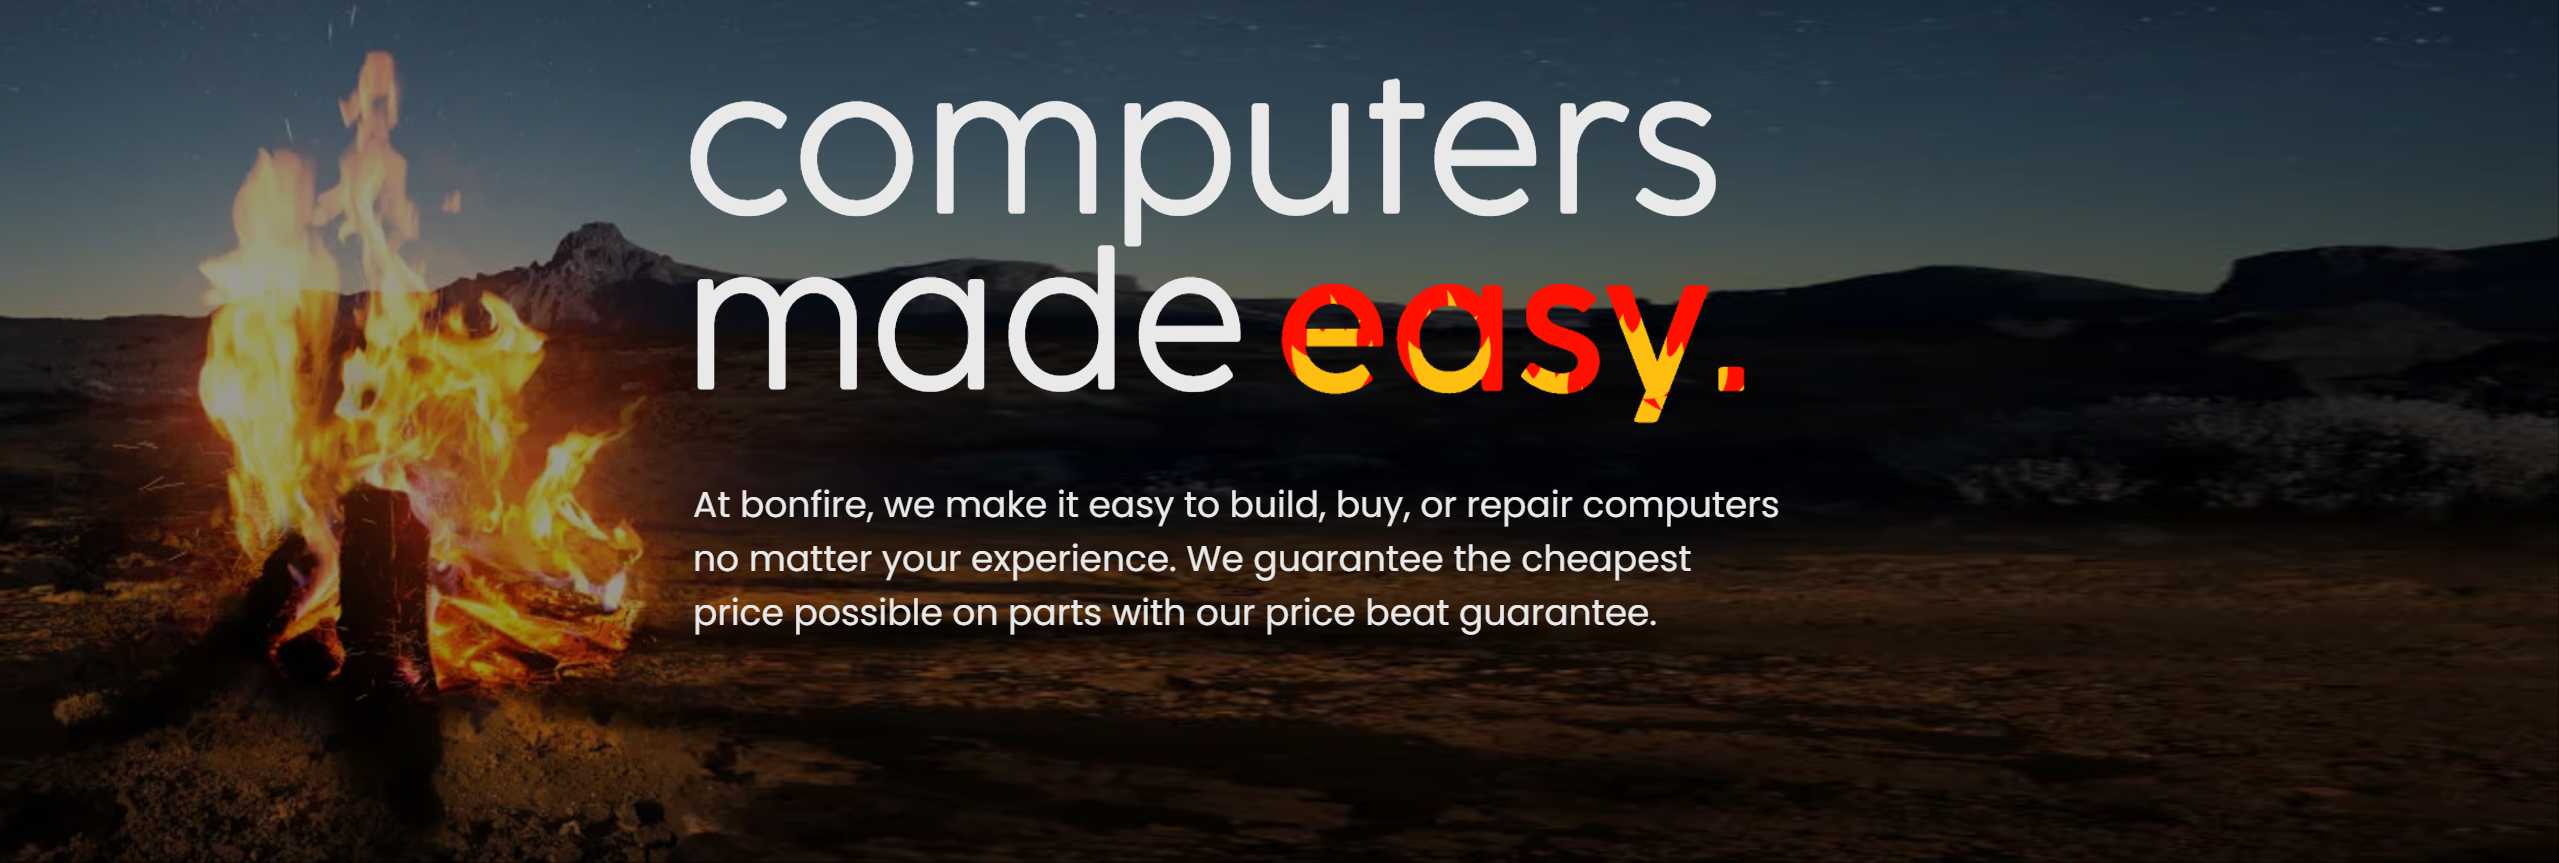 computers
made easy.
At bonfire, we make it easy to build, buy, or repair computers
no matter your experience. We guarantee the cheapest
price possible on parts with our price beat guarantee.